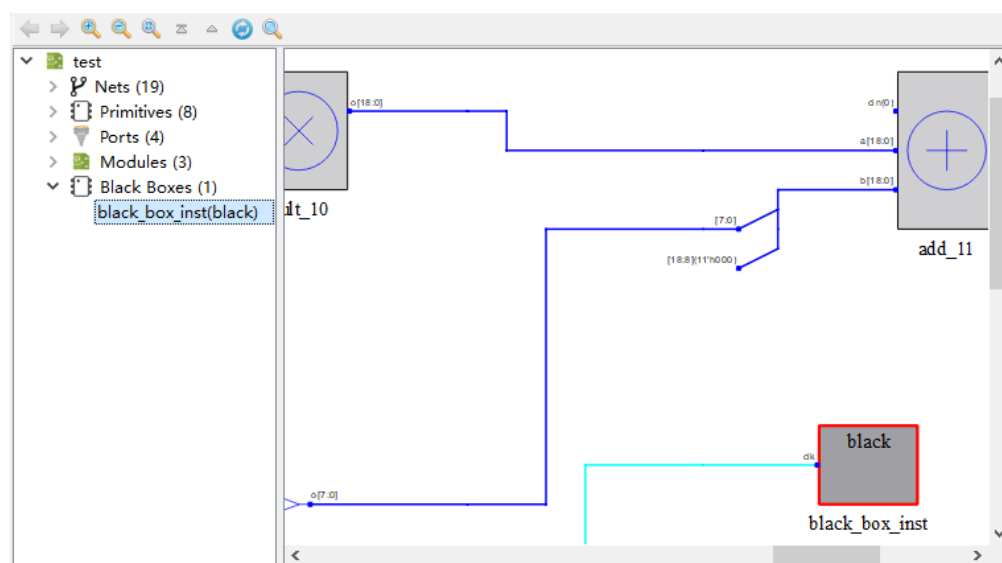 test
Nets (19)
Primitives (8)
Ports (4)
Modules (3)
Black Boxes (1)
black_box_inst(black)
o[18:0]
ult_10
[7:0]
[18:8](11'h000)
a[18:0]
b[18:0]
add_11
o[7:0]
black
black_box_inst